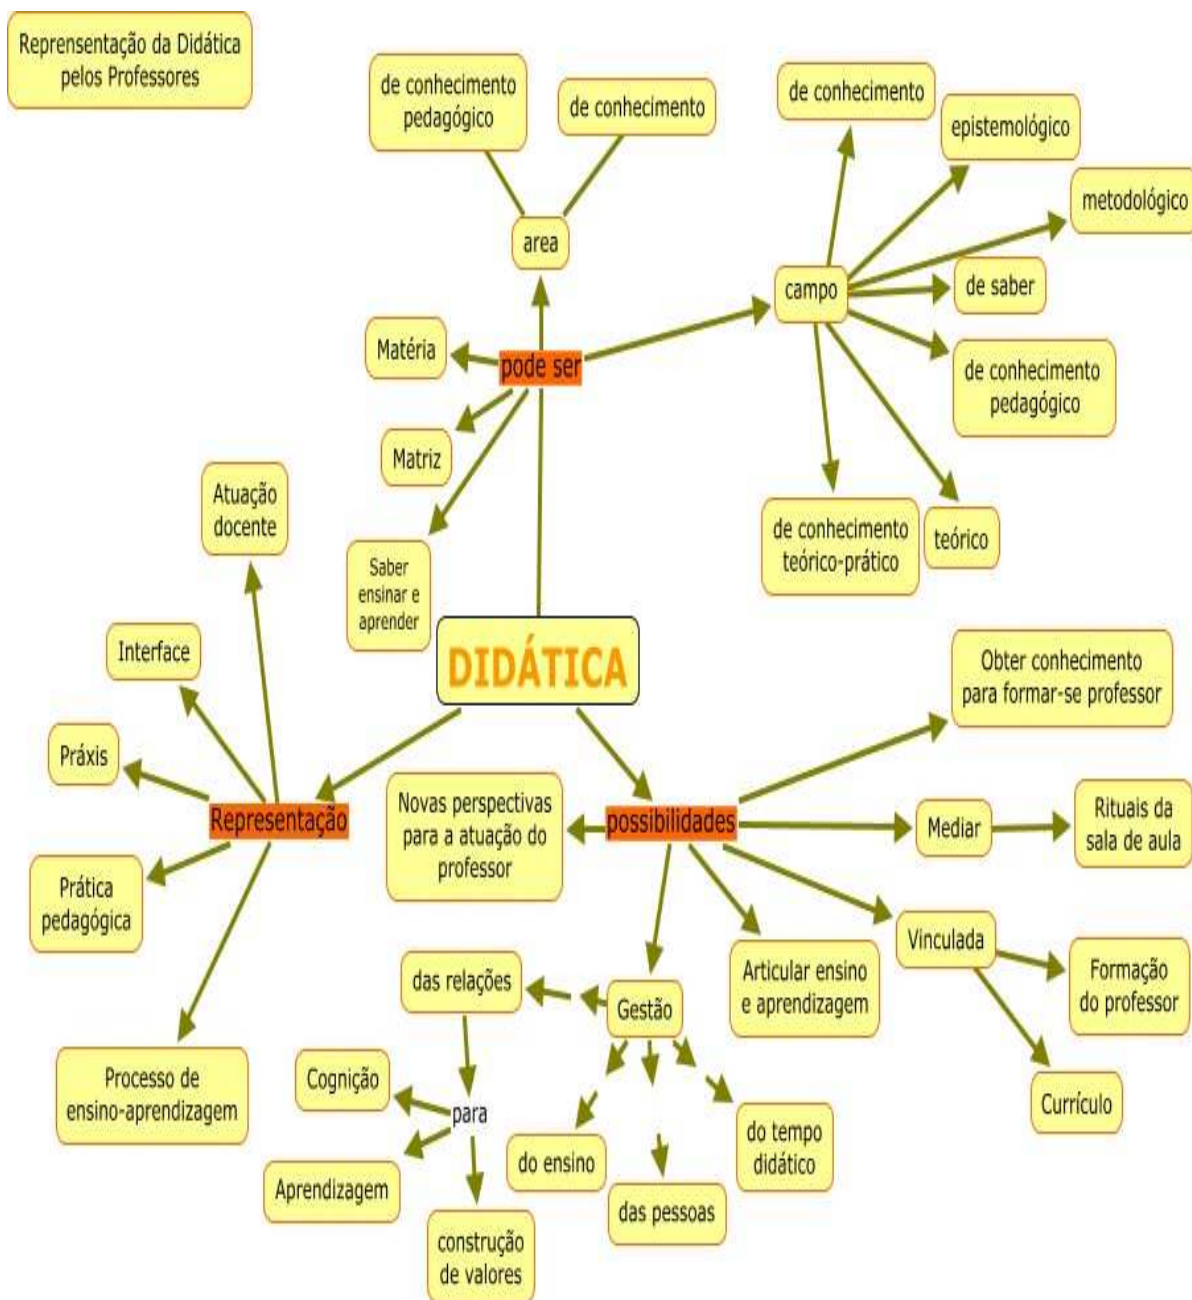 Reprensentação da Didática
pelos Professores
de conhecimento
pedagógico
de conhecimento
area
de conhecimento
epistemológico
metodológico
campo
de saber
de conhecimento
pedagógico
Matéria
pode ser
Matriz
Saber
ensinar e
aprender
de conhecimento
teórico-prático
teórico
Atuação
docente
Interface
Práxis
DIDÁTICA
Representação
Prática
pedagógica
Processo de
ensino-aprendizagem
Novas perspectivas
para a atuação do
professor
possibilidades
Obter conhecimento
para formar-se professor
Mediar
Rituais da
sala de aula
Vinculada
Formação
do professor
Currículo
Articular ensino
e aprendizagem
Gestão
das relações
para
Cognição
Aprendizagem
construção
de valores
do ensino
das pessoas
do tempo
didático